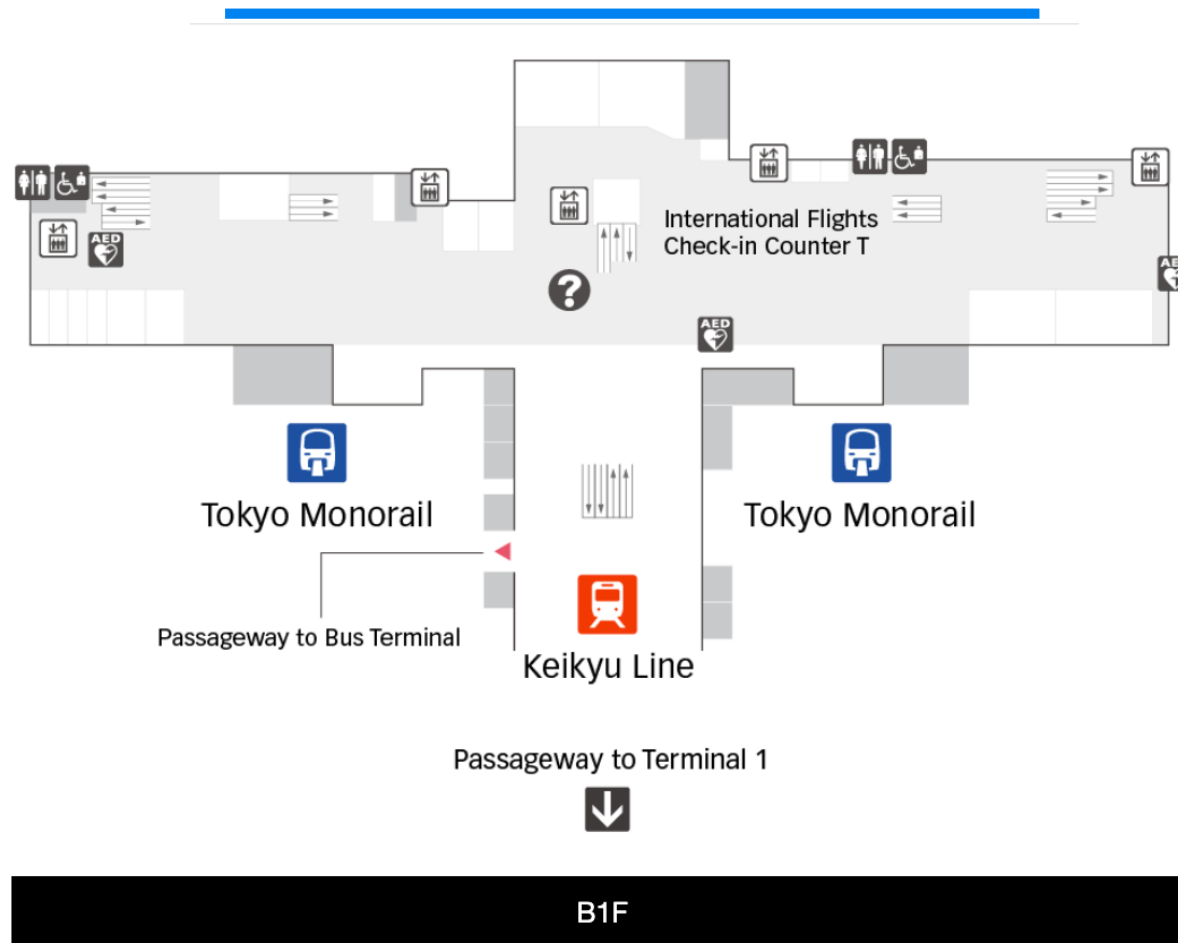 International Flights
Check-in Counter T
AED
AED
AED
Tokyo Monorail
Tokyo Monorail
Passageway to Bus Terminal
Keikyu Line
Passageway to Terminal 1
B1F